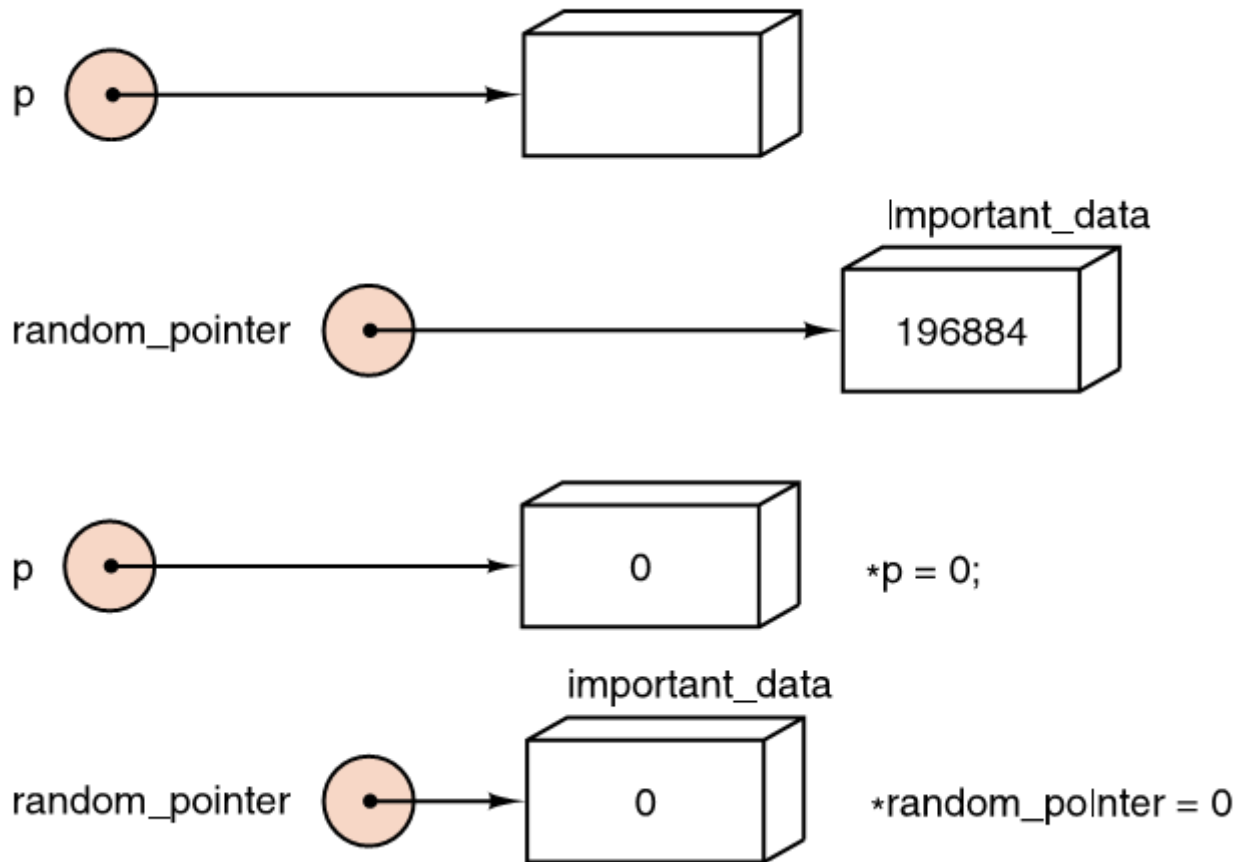 p
Important_data
random_pointer 196884
p 0 *p = 0;
important_data
random_pointer 0 *random_poInter = 0